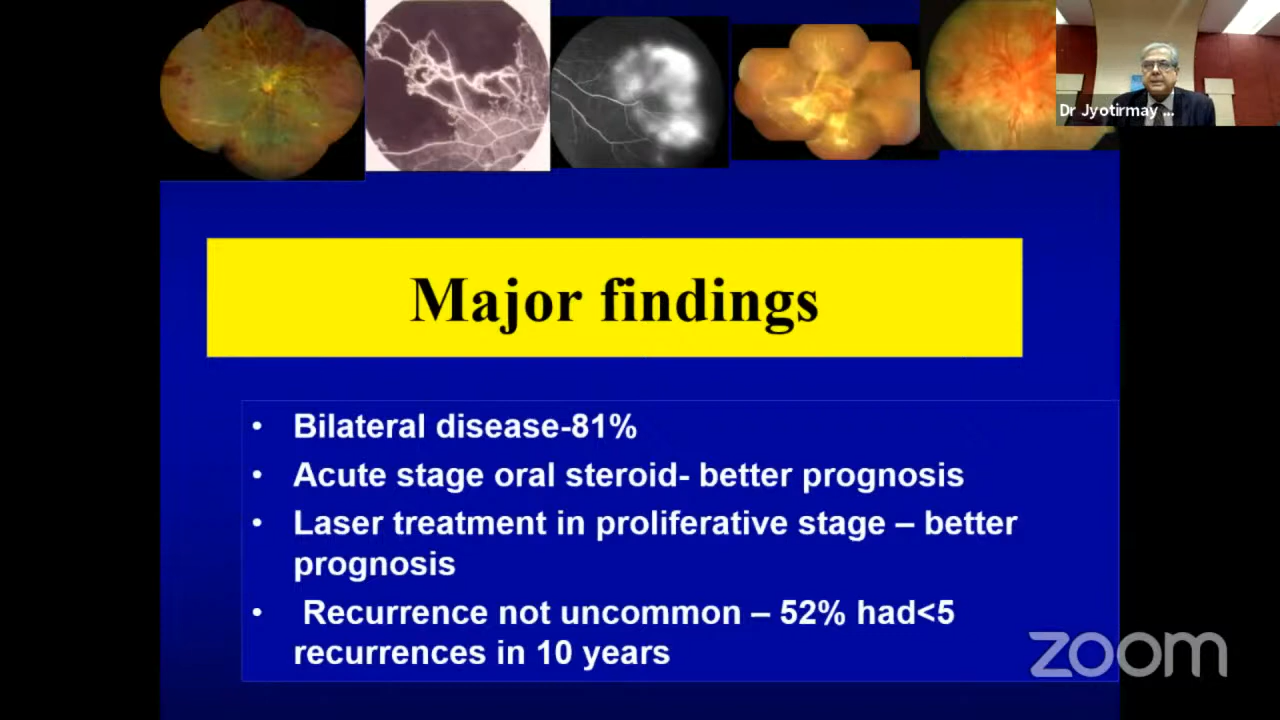 Dr Jyotirmay ...
Major findings
• Bilateral disease-81%
• Acute stage oral steroid- better prognosis
• Laser treatment in proliferative stage – better
prognosis
• Recurrence not uncommon – 52% had<5
recurrences in 10 years
zoom